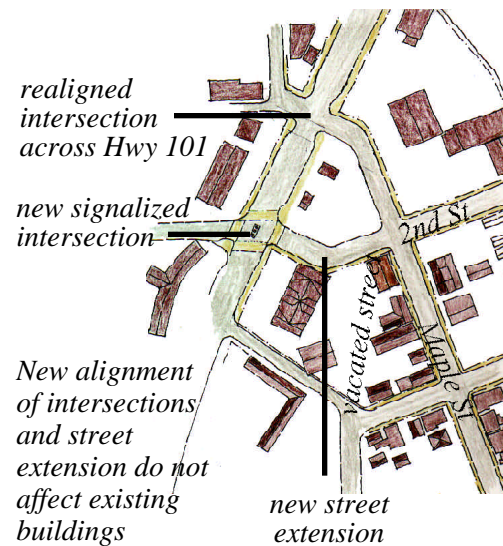 realigned
intersection
across Hwy 101
new signalized
intersection
2nd St
vacated street
Maple St
New alignment
of intersections
and street
extension do not
affect existing
buildings
new street
extension